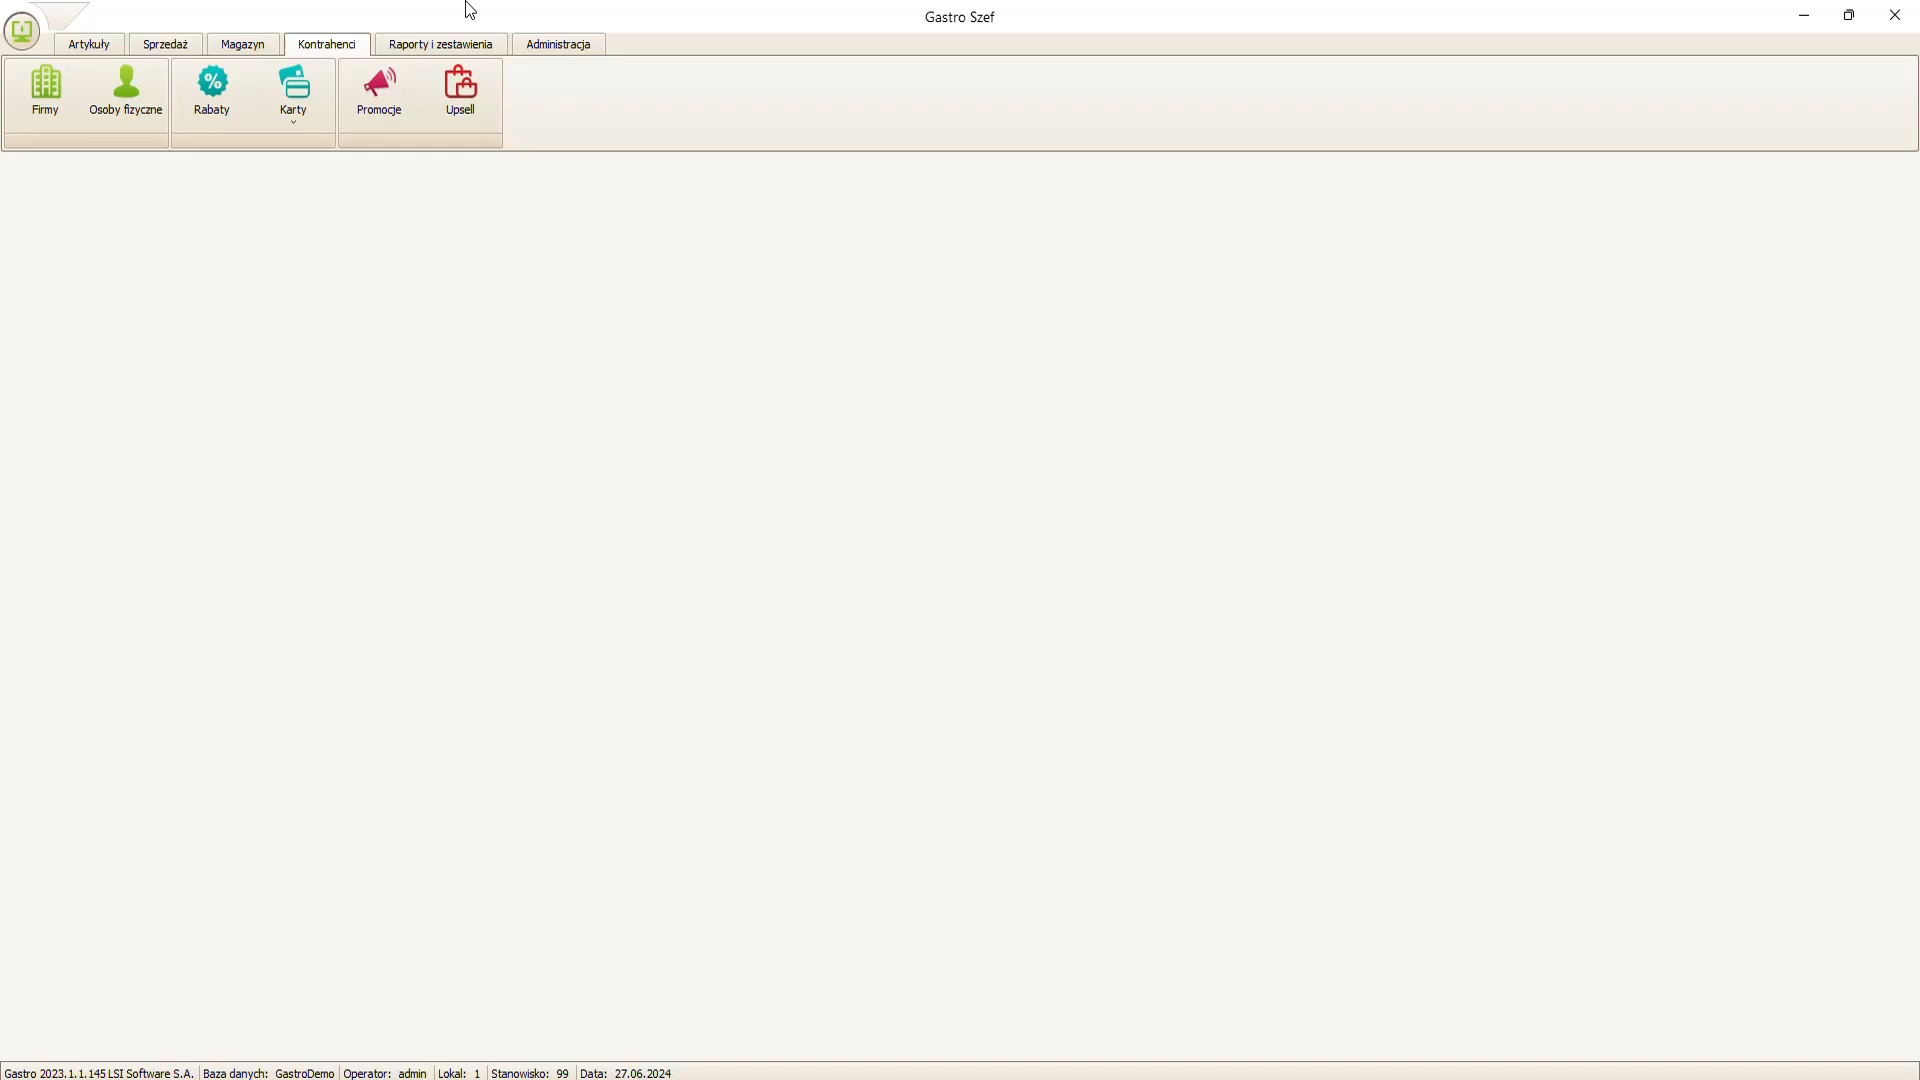 Gastro Szef
Artykuły Sprzedaż Magazyn Kontrahenci Raporty i zestawienia Administracja
Firmy Osoby fizyczne Rabaty Karty Promocje Upsell
Gastro 2023.1.1.145 LSI Software S.A. Baza danych: GastroDemo Operator: admin Lokal: 1 Stanowisko: 99 Data: 27.06.2024